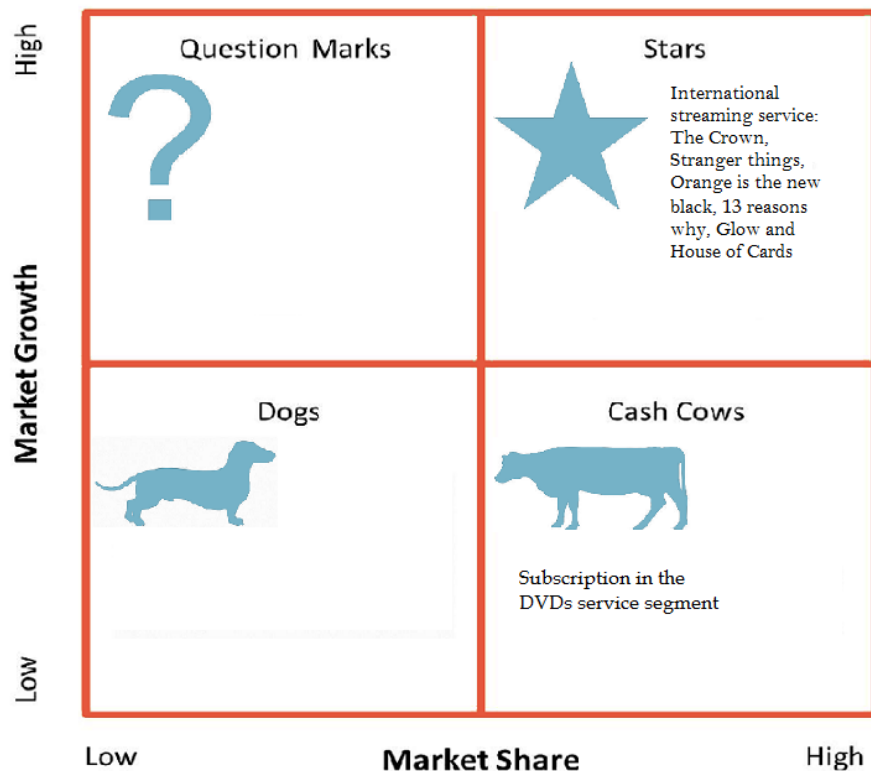 High
Question Marks
Stars
International
streaming service:
The Crown,
Stranger things,
Orange is the new
black, 13 reasons
why, Glow and
House of Cards
Market Growth
Dogs
Cash Cows
Subscription in the
DVDs service segment
Low
Low
Market Share
High